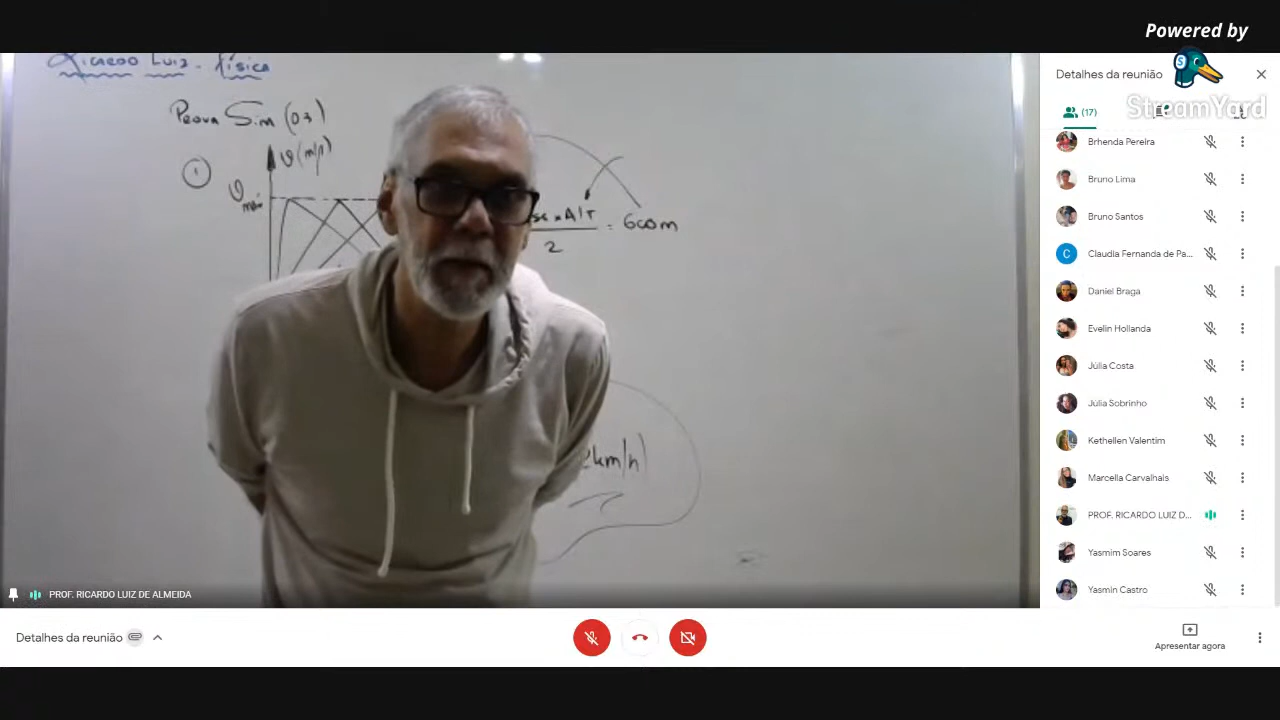 Powered by
StreamYard
Ricardo Luiz - física
Prova Sim (03)
1
v (m/s)
v máx
x AlT = 600m
2
km/h)
PROF. RICARDO LUIZ DE ALMEIDA
Detalhes da reunião
(17)
Brhenda Pereira
Bruno Lima
Bruno Santos
C Claudia Fernanda de Pa...
Daniel Braga
Evelin Hollanda
Júlia Costa
Júlia Sobrinho
Kethellen Valentim
Marcella Carvalhais
PROF. RICARDO LUIZ D...
Yasmim Soares
Yasmin Castro
Detalhes da reunião
Apresentar agora